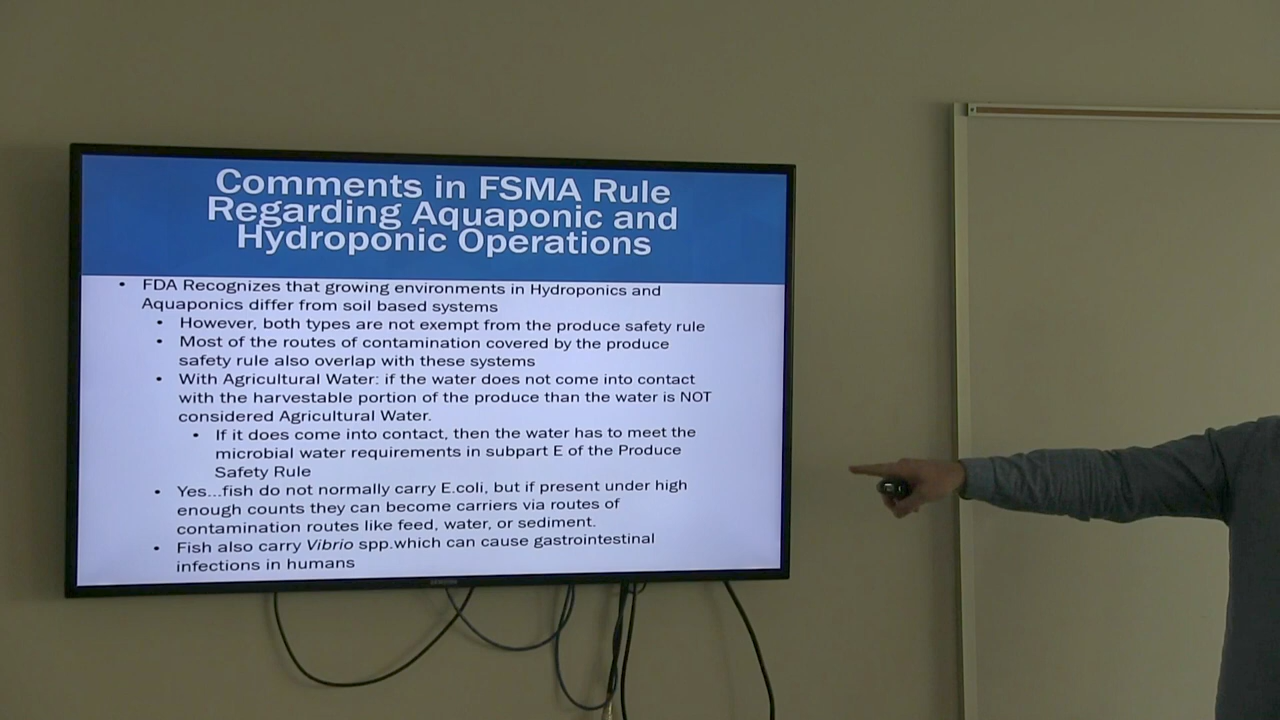 Comments in FSMA Rule
Regarding Aquaponic and
Hydroponic Operations
• FDA Recognizes that growing environments in Hydroponics and
Aquaponics differ from soil based systems
• However, both types are not exempt from the produce safety rule
• Most of the routes of contamination covered by the produce
safety rule also overlap with these systems
• With Agricultural Water: if the water does not come into contact
with the harvestable portion of the produce than the water is NOT
considered Agricultural Water.
• If it does come into contact, then the water has to meet the
microbial water requirements in subpart E of the Produce
Safety Rule
• Yes...fish do not normally carry E.coli, but if present under high
enough counts they can become carriers via routes of
contamination routes like feed, water, or sediment.
• Fish also carry Vibrio spp.which can cause gastrointestinal
infections in humans
SAMSUNG